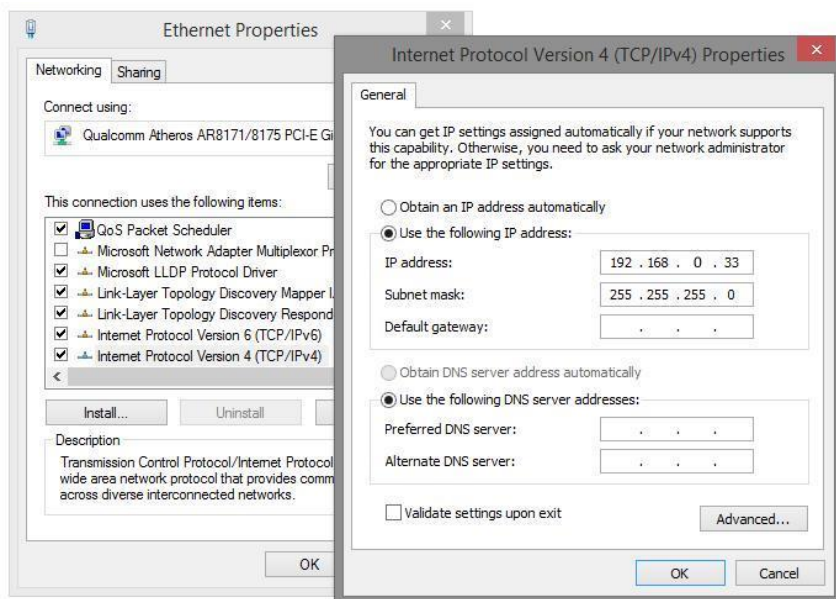 Ethernet Properties
Networking
Sharing
Connect using:
Qualcomm Atheros AR8171/8175 PCI-E Gi
This connection uses the following items:
QoS Packet Scheduler
Microsoft Network Adapter Multiplexor Pr
Microsoft LLDP Protocol Driver
Link-Layer Topology Discovery Mapper I.
Link-Layer Topology Discovery Respond
Internet Protocol Version 6 (TCP/IPv6)
Internet Protocol Version 4 (TCP/IPv4)
Install...
Uninstall
Description
Transmission Control Protocol/Internet Protocol
wide area network protocol that provides comm
across diverse interconnected networks.
OK
Internet Protocol Version 4 (TCP/IPv4) Properties
General
You can get IP settings assigned automatically if your network supports
this capability. Otherwise, you need to ask your network administrator
for the appropriate IP settings.
Obtain an IP address automatically
Use the following IP address:
IP address: 192 . 168 . 0 . 33
Subnet mask: 255 . 255 . 255 . 0
Default gateway: . . .
Obtain DNS server address automatically
Use the following DNS server addresses:
Preferred DNS server: . . .
Alternate DNS server: . . .
Validate settings upon exit
Advanced...
OK
Cancel